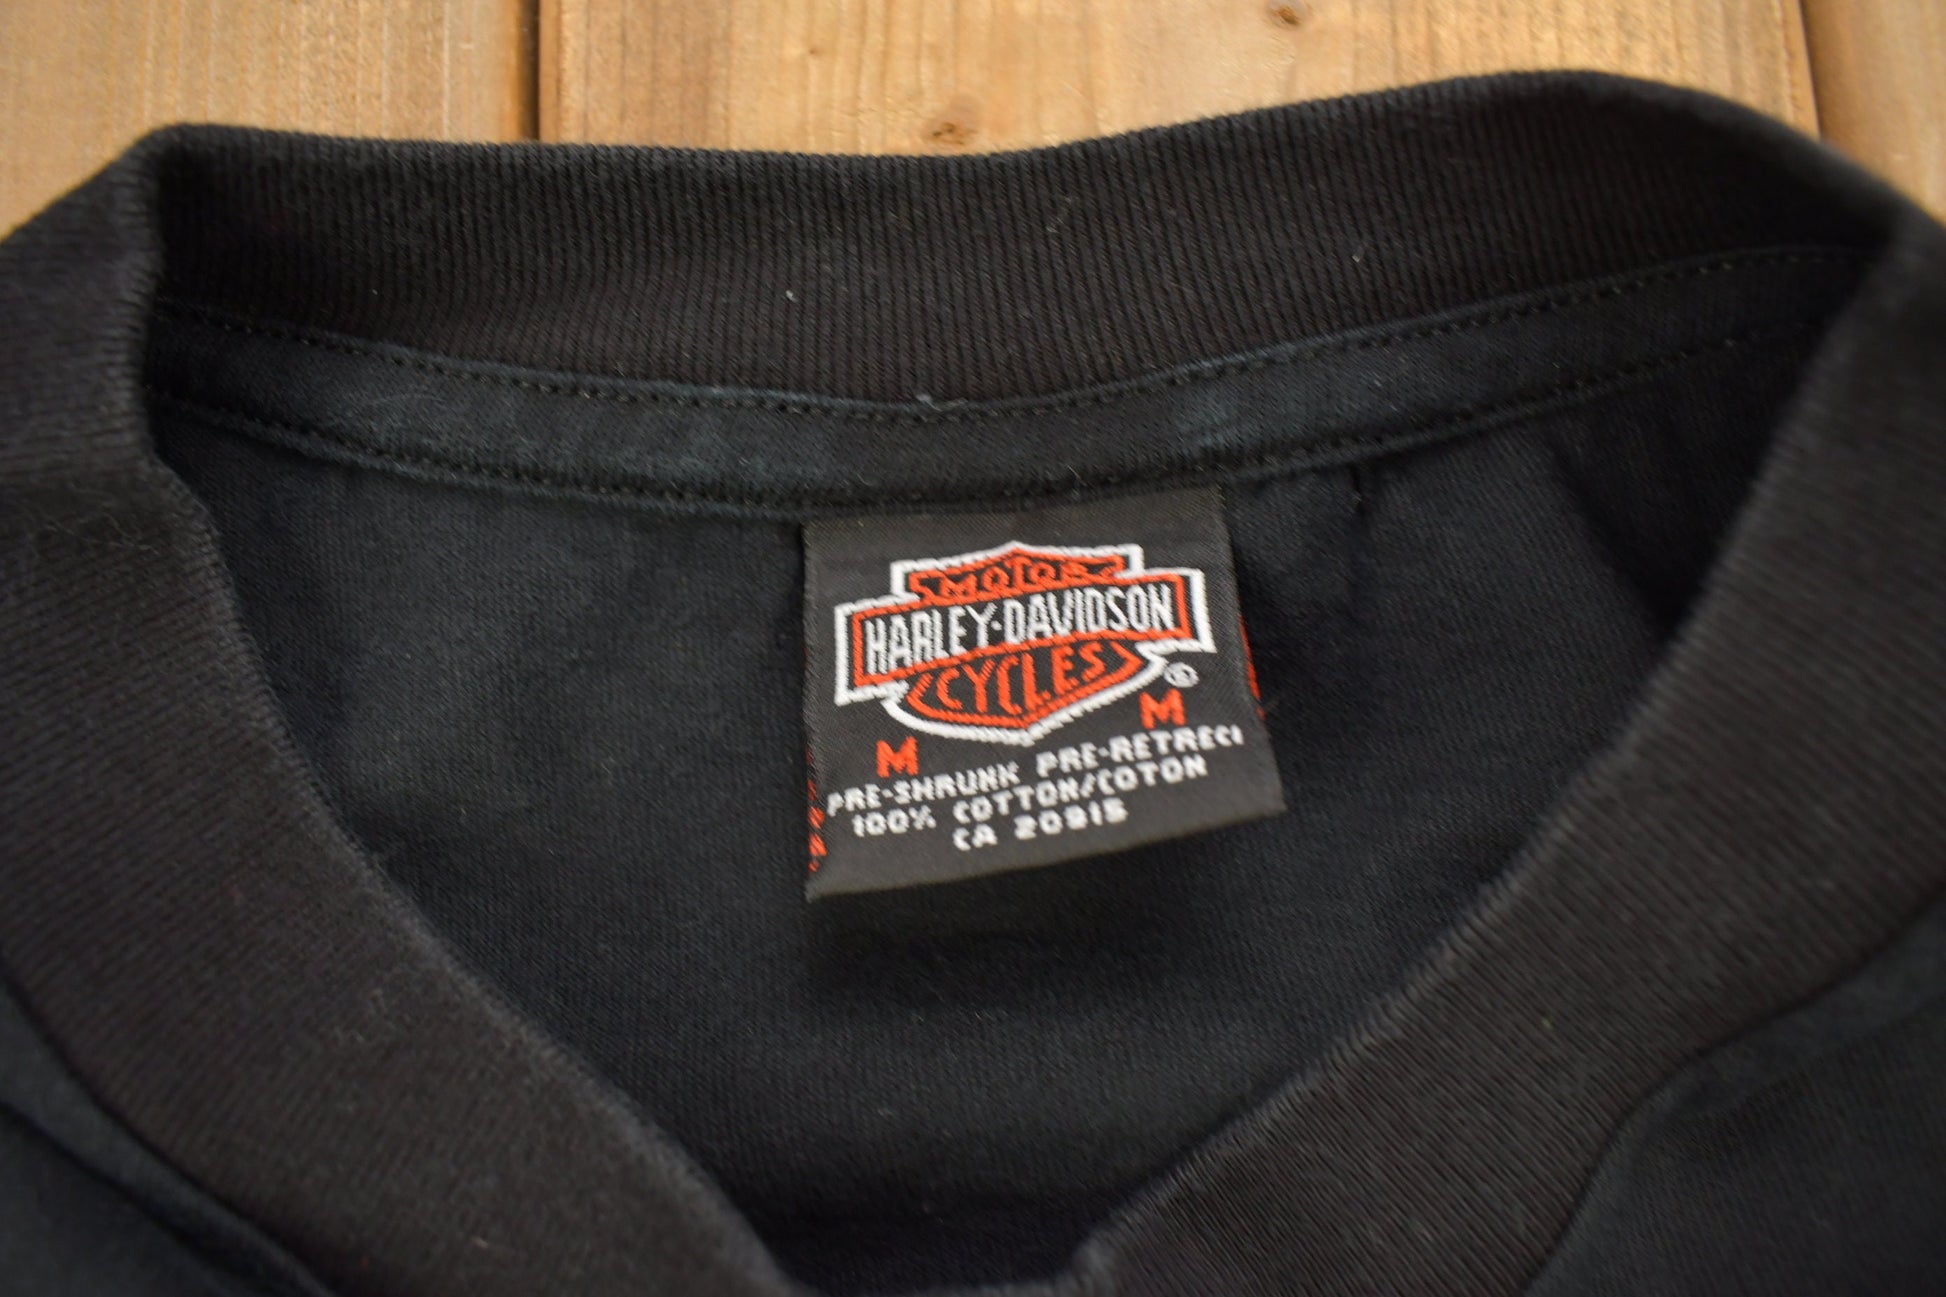 MOTOR
HARLEY-DAVIDSON
CYCLES
®
M M
PRE-SHRUNK PRE-RETRECI
100% COTTON/COTON
CA 20915